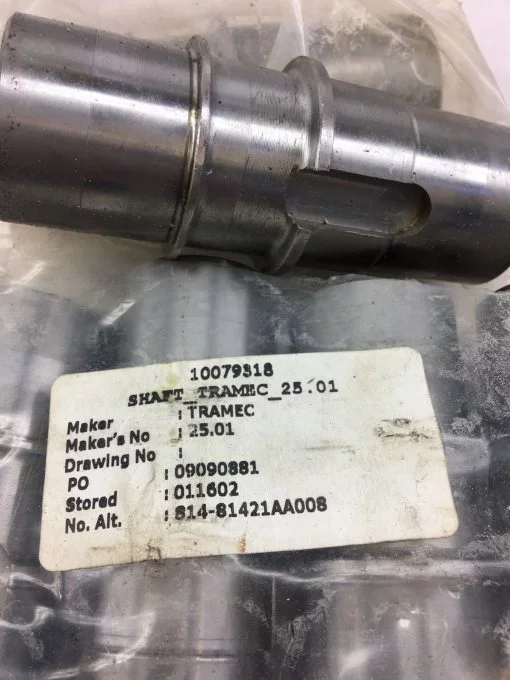 10079318
SHAFT_TRAMEC_25.01
Maker : TRAMEC
Maker's No : 25.01
Drawing No :
PO : 09090881
Stored : 011602
No. Alt. : 814-81421AA008